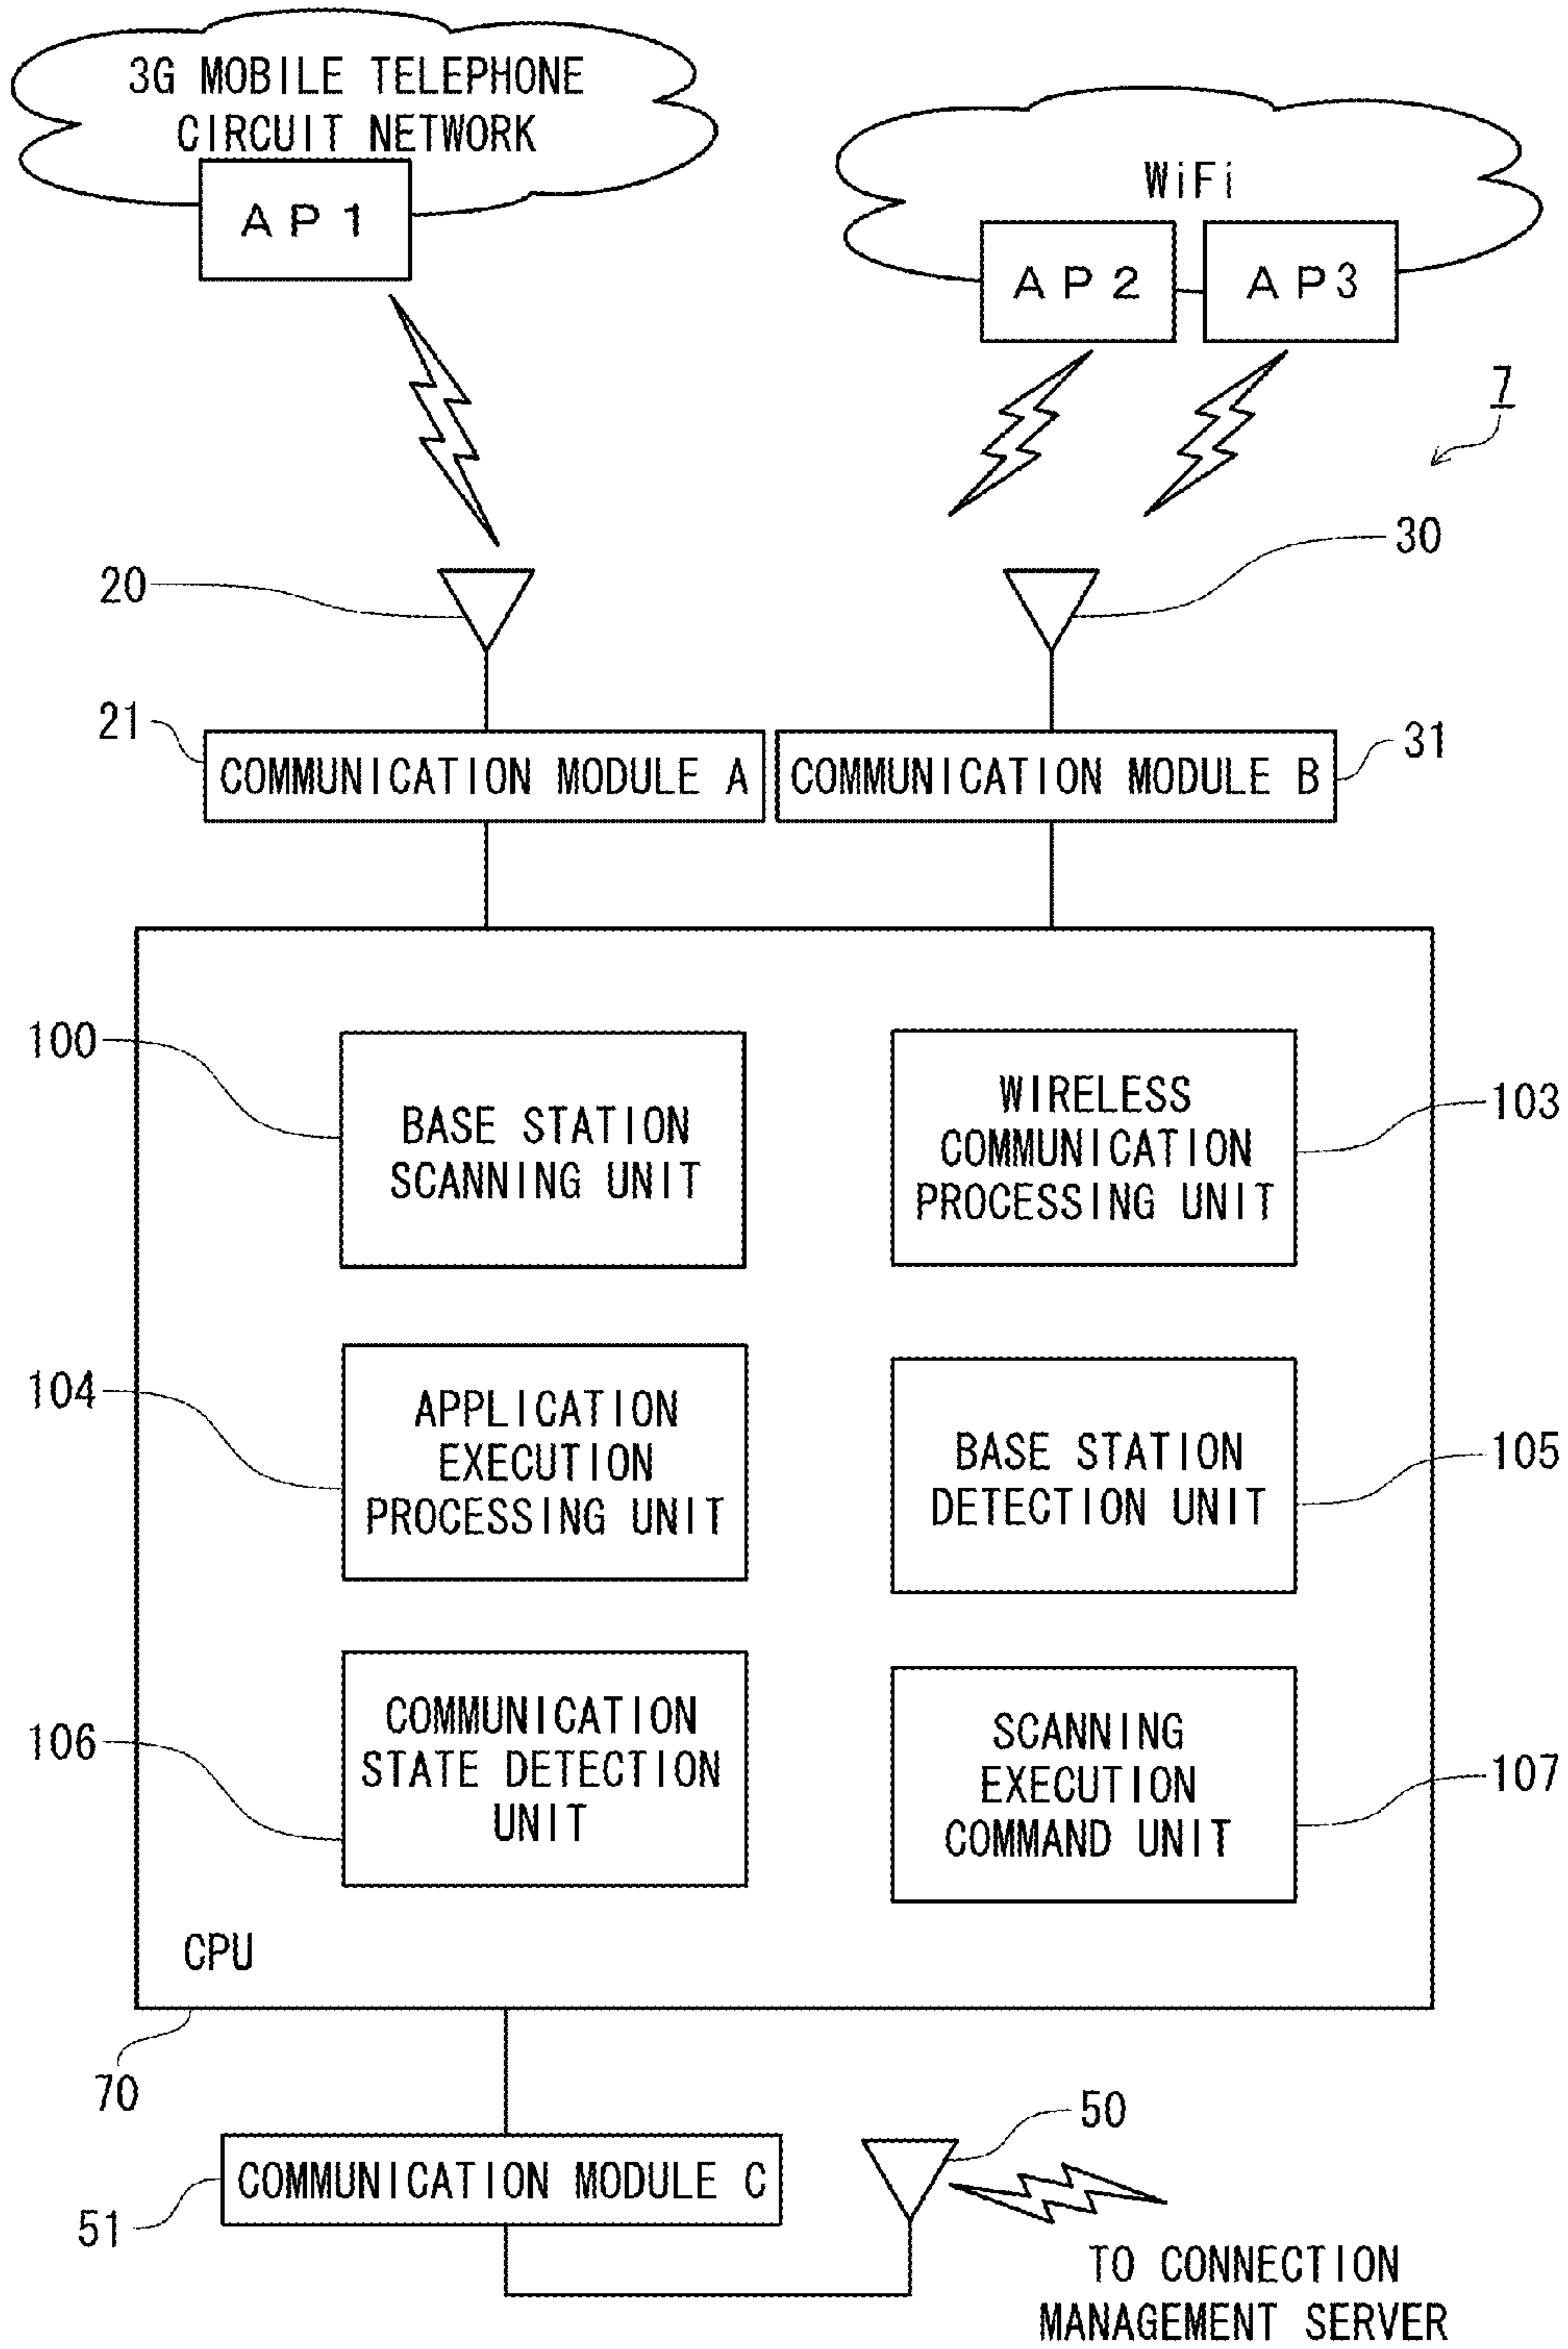 3G MOBILE TELEPHONE
CIRCUIT NETWORK
AP1
WiFi
AP2
AP3
7
20
30
21
COMMUNICATION MODULE A
COMMUNICATION MODULE B
31
100
BASE STATION
SCANNING UNIT
WIRELESS
COMMUNICATION
PROCESSING UNIT
103
104
APPLICATION
EXECUTION
PROCESSING UNIT
BASE STATION
DETECTION UNIT
105
106
COMMUNICATION
STATE DETECTION
UNIT
SCANNING
EXECUTION
COMMAND UNIT
107
CPU
70
50
COMMUNICATION MODULE C
51
TO CONNECTION
MANAGEMENT SERVER